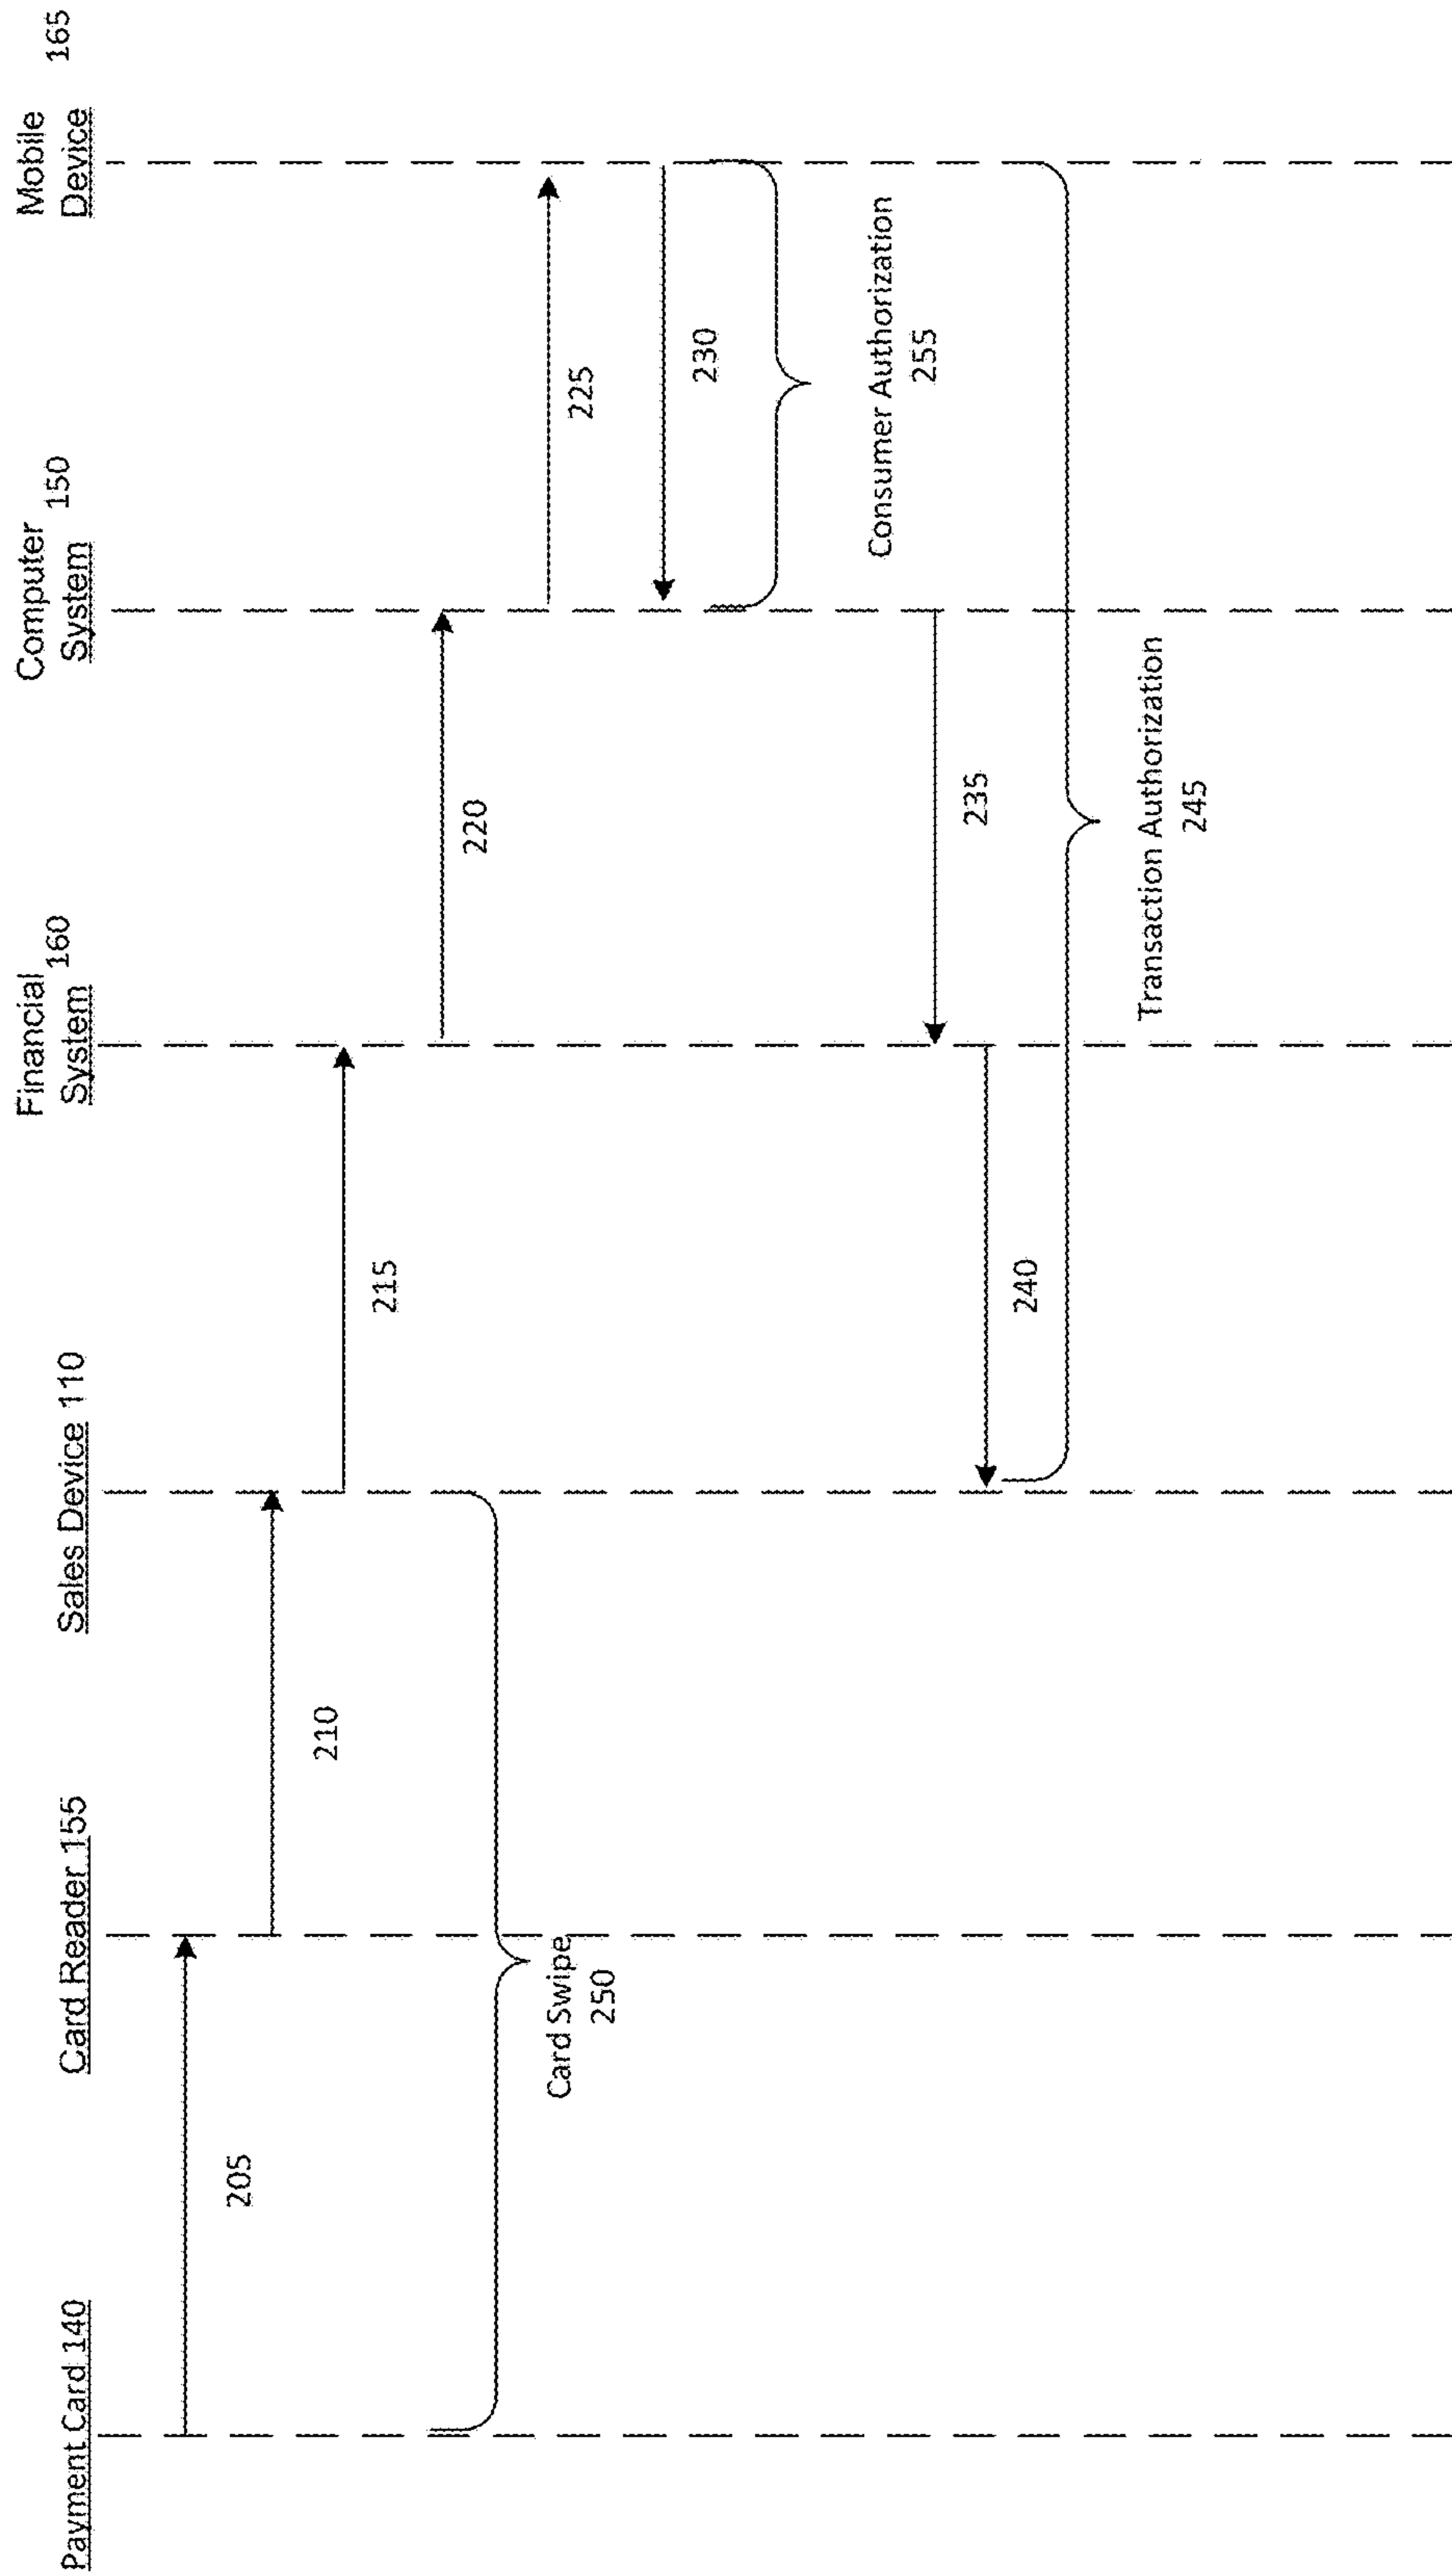 Payment Card 140
Card Reader 155
Sales Device 110
Financial
System 160
Computer
System 150
Mobile
Device 165
205
210
215
220
225
230
Card Swipe
250
Consumer Authorization
255
235
240
Transaction Authorization
245